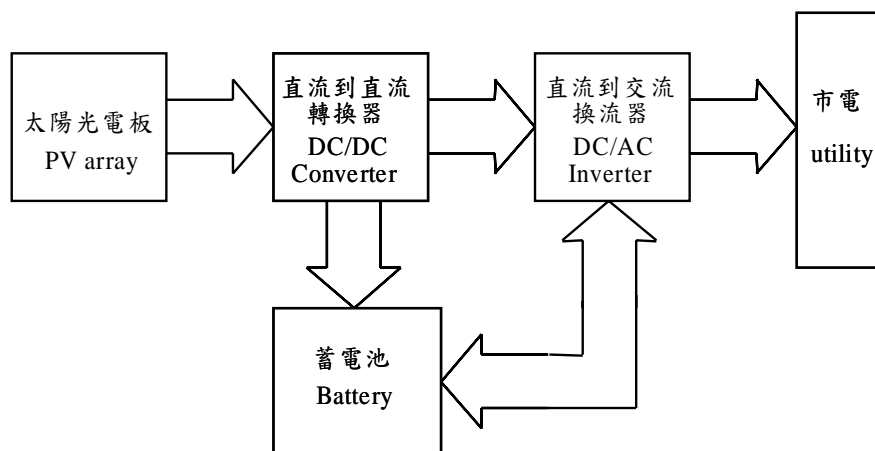 太陽光電板
PV array
直流到直流
轉換器
DC/DC
Converter
直流到交流
換流器
DC/AC
Inverter
市電
utility
蓄電池
Battery